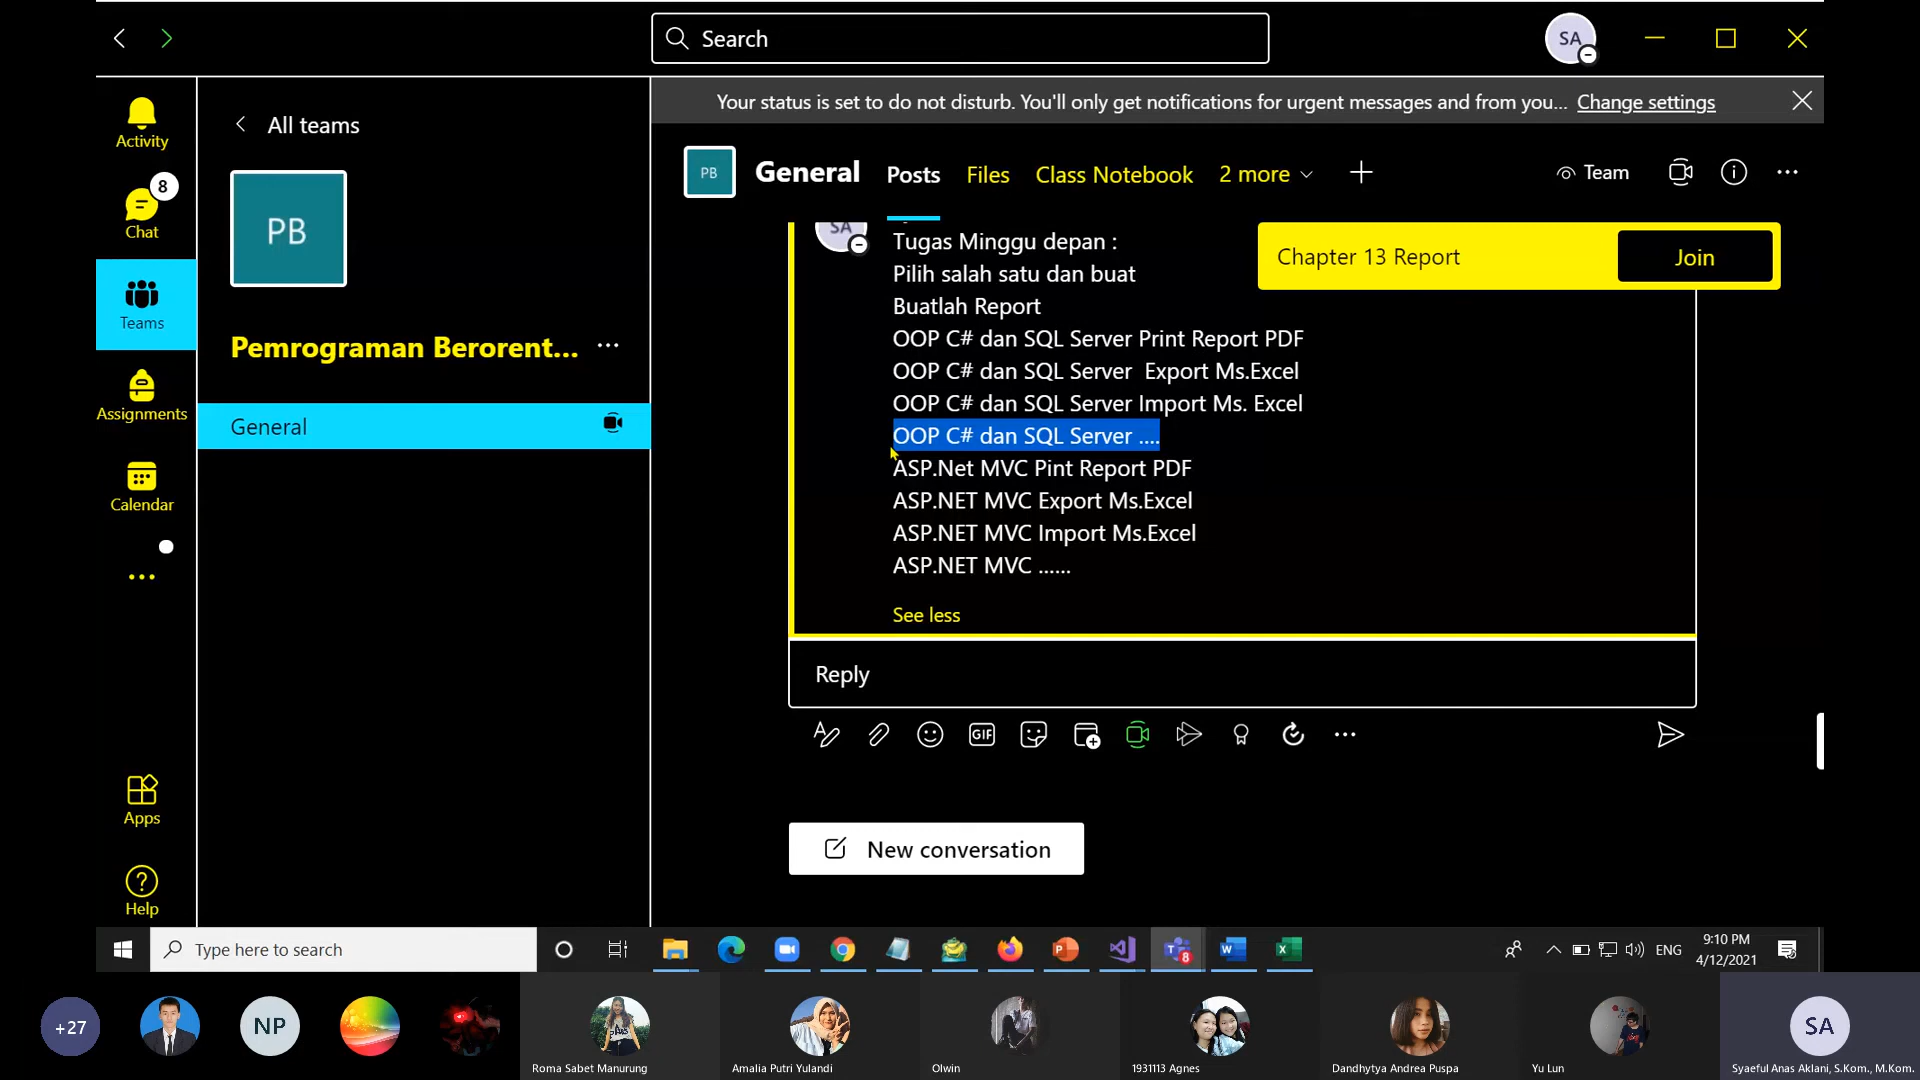 Search
SA
Your status is set to do not disturb. You'll only get notifications for urgent messages and from you... Change settings
Activity
8
Chat
Teams
Assignments
Calendar
Apps
Help
All teams
PB
Pemrograman Berorent...
General
PB
General
Posts
Files
Class Notebook
2 more
Team
SA
Tugas Minggu depan :
Pilih salah satu dan buat
Buatlah Report
OOP C# dan SQL Server Print Report PDF
OOP C# dan SQL Server  Export Ms.Excel
OOP C# dan SQL Server Import Ms. Excel
OOP C# dan SQL Server ....
ASP.Net MVC Pint Report PDF
ASP.NET MVC Export Ms.Excel
ASP.NET MVC Import Ms.Excel
ASP.NET MVC ......
See less
Chapter 13 Report
Join
Reply
GIF
New conversation
Type here to search
8
ENG
9:10 PM
4/12/2021
+27
NP
Roma Sabet Manurung
Amalia Putri Yulandi
Olwin
1931113 Agnes
Dandhytya Andrea Puspa
Yu Lun
SA
Syaeful Anas Aklani, S.Kom., M.Kom.